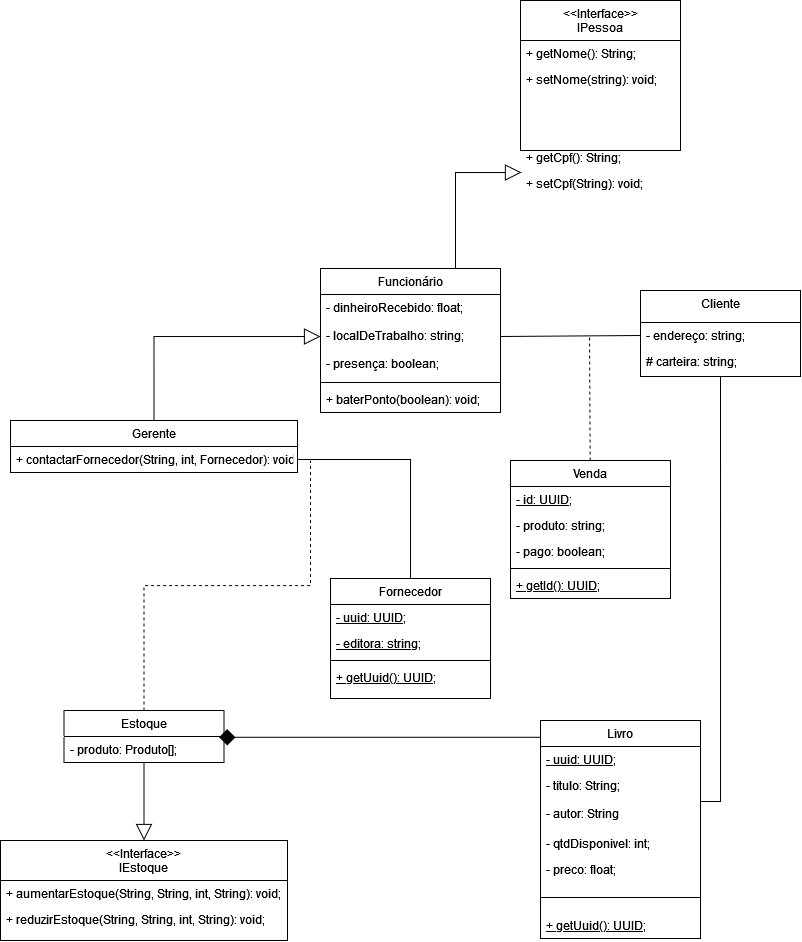 <<Interface>>
IPessoa
+ getNome(): String;
+ setNome(string): void;
+ getCpf(): String;
+ setCpf(String): void;
Funcionário
- dinheiroRecebido: float;
- localDeTrabalho: string;
- presença: boolean;
+ baterPonto(boolean): void;
Cliente
- endereço: string;
# carteira: string;
Gerente
+ contactarFornecedor(String, int, Fornecedor): void
Venda
- id: UUID;
- produto: string;
- pago: boolean;
+ getId(): UUID;
Fornecedor
- uuid: UUID;
- editora: string;
+ getUuid(): UUID;
Estoque
- produto: Produto[];
Livro
- uuid: UUID;
- titulo: String;
- autor: String
- qtdDisponivel: int;
- preco: float;
+ getUuid(): UUID;
<<Interface>>
IEstoque
+ aumentarEstoque(String, String, int, String): void;
+ reduzirEstoque(String, String, int, String): void;